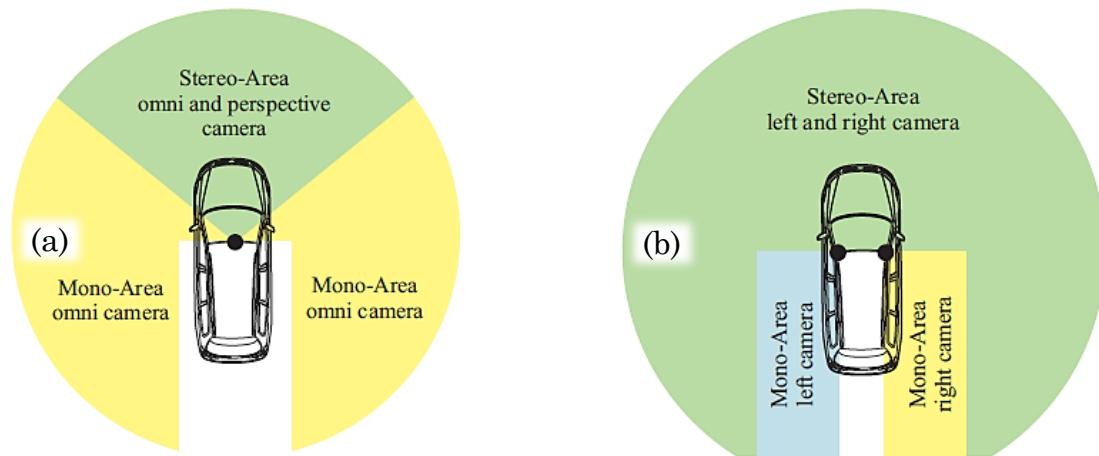 Stereo-Area
omni and perspective
camera
(a)
Mono-Area
omni camera
Mono-Area
omni camera
Stereo-Area
left and right camera
(b)
Mono-Area
left camera
Mono-Area
right camera